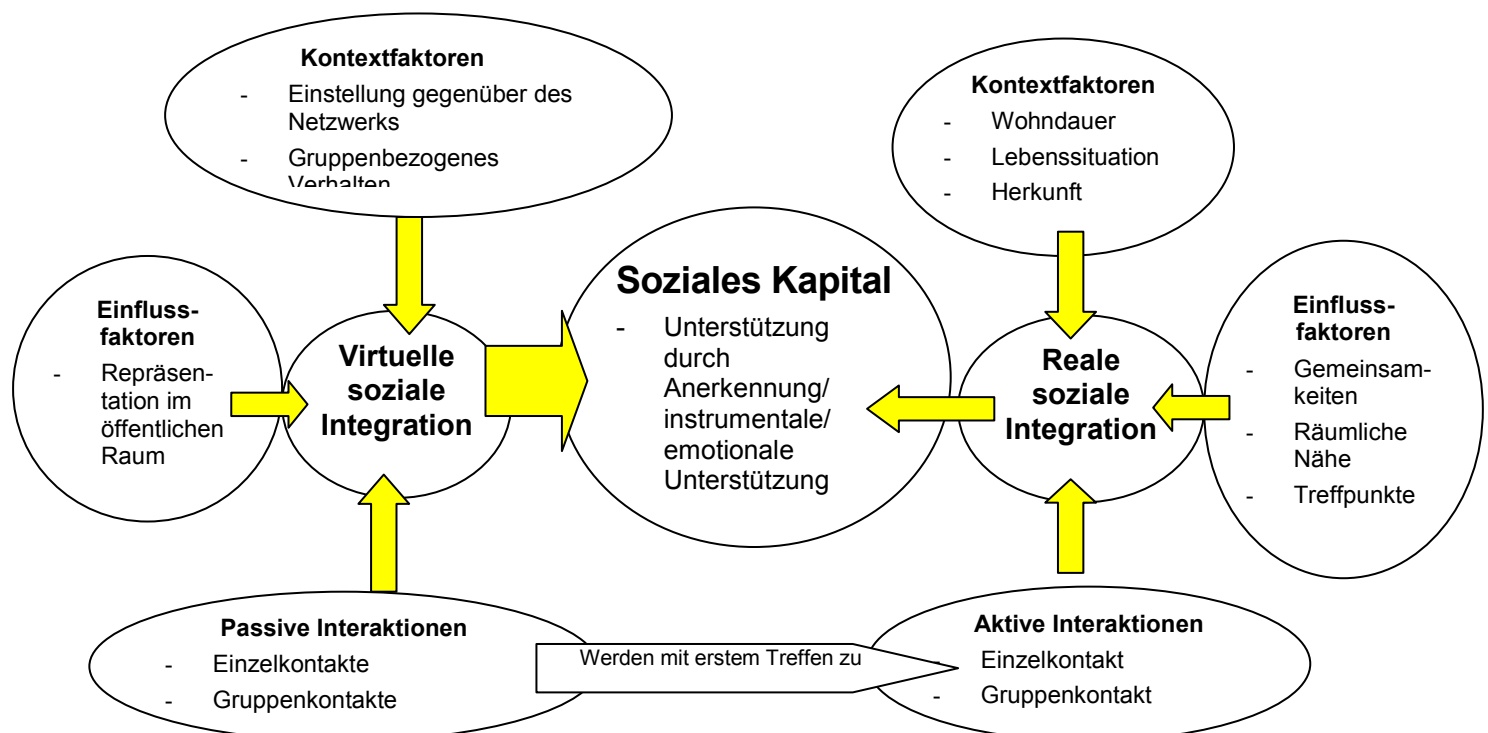 Kontextfaktoren
- Einstellung gegenüber des
Netzwerks
- Gruppenbezogenes
Verhalten
Kontextfaktoren
- Wohndauer
- Lebenssituation
- Herkunft
Einfluss-
faktoren
- Repräsen-
tation im
öffentlichen
Raum
Virtuelle
soziale
Integration
Soziales Kapital
- Unterstützung
durch
Anerkennung/
instrumentale/
emotionale
Unterstützung
Reale
soziale
Integration
Einfluss-
faktoren
- Gemeinsam-
keiten
- Räumliche
Nähe
- Treffpunkte
Passive Interaktionen
- Einzelkontakte
- Gruppenkontakte
Werden mit erstem Treffen zu
Aktive Interaktionen
- Einzelkontakt
- Gruppenkontakt